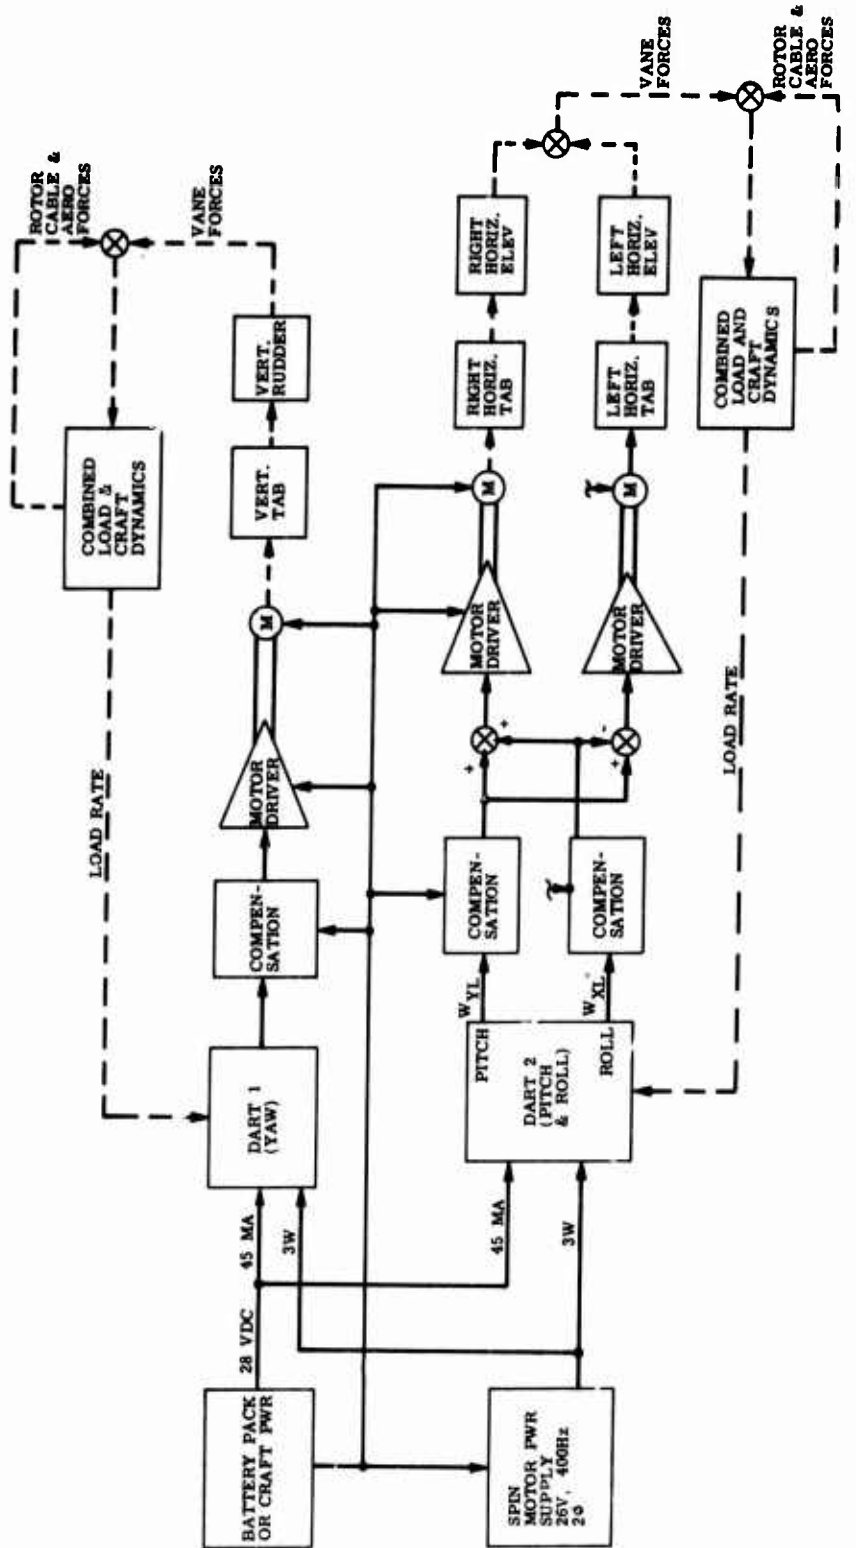 BATTERY PACK
OR CRAFT PWR
28 VDC
45 MA
3W
SPIN
MOTOR PWR
SUPPLY
26V, 400Hz
2ϕ
45 MA
3W
DART 1
(YAW)
LOAD RATE
COMPEN-
SATION
MOTOR
DRIVER
M
VERT.
TAB
VERT.
RUDDER
VANE
FORCES
ROTOR
CABLE &
AERO
FORCES
COMBINED
LOAD &
CRAFT
DYNAMICS
DART 2
(PITCH
& ROLL)
PITCH
ROLL
WYL
WXL
COMPEN-
SATION
COMPEN-
SATION
+
+
-
+
MOTOR
DRIVER
M
MOTOR
DRIVER
M
RIGHT
HORIZ.
TAB
RIGHT
HORIZ.
ELEV
LEFT
HORIZ.
TAB
LEFT
HORIZ.
ELEV
VANE
FORCES
ROTOR
CABLE &
AERO
FORCES
COMBINED
LOAD AND
CRAFT
DYNAMICS
LOAD RATE